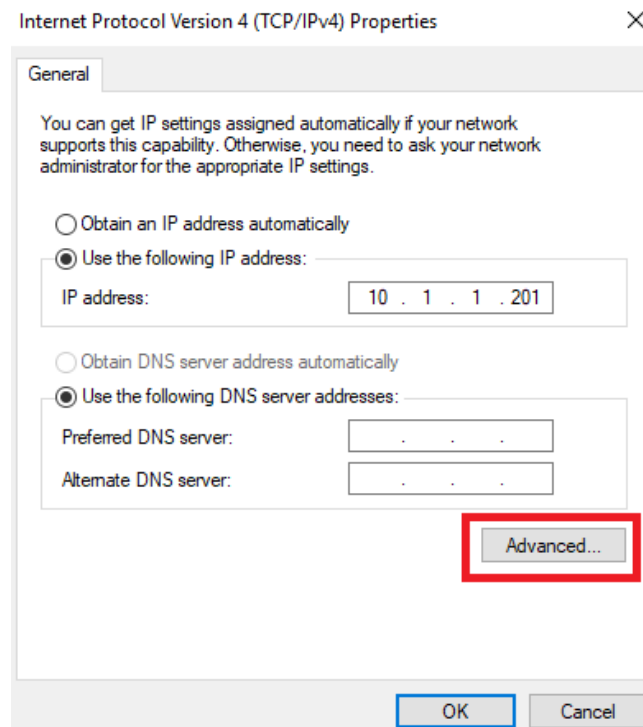 Internet Protocol Version 4 (TCP/IPv4) Properties
General
You can get IP settings assigned automatically if your network
supports this capability. Otherwise, you need to ask your network
administrator for the appropriate IP settings.
Obtain an IP address automatically
Use the following IP address:
IP address: 10 . 1 . 1 . 201
Obtain DNS server address automatically
Use the following DNS server addresses:
Preferred DNS server: . . .
Alternate DNS server: . . .
Advanced...
OK Cancel